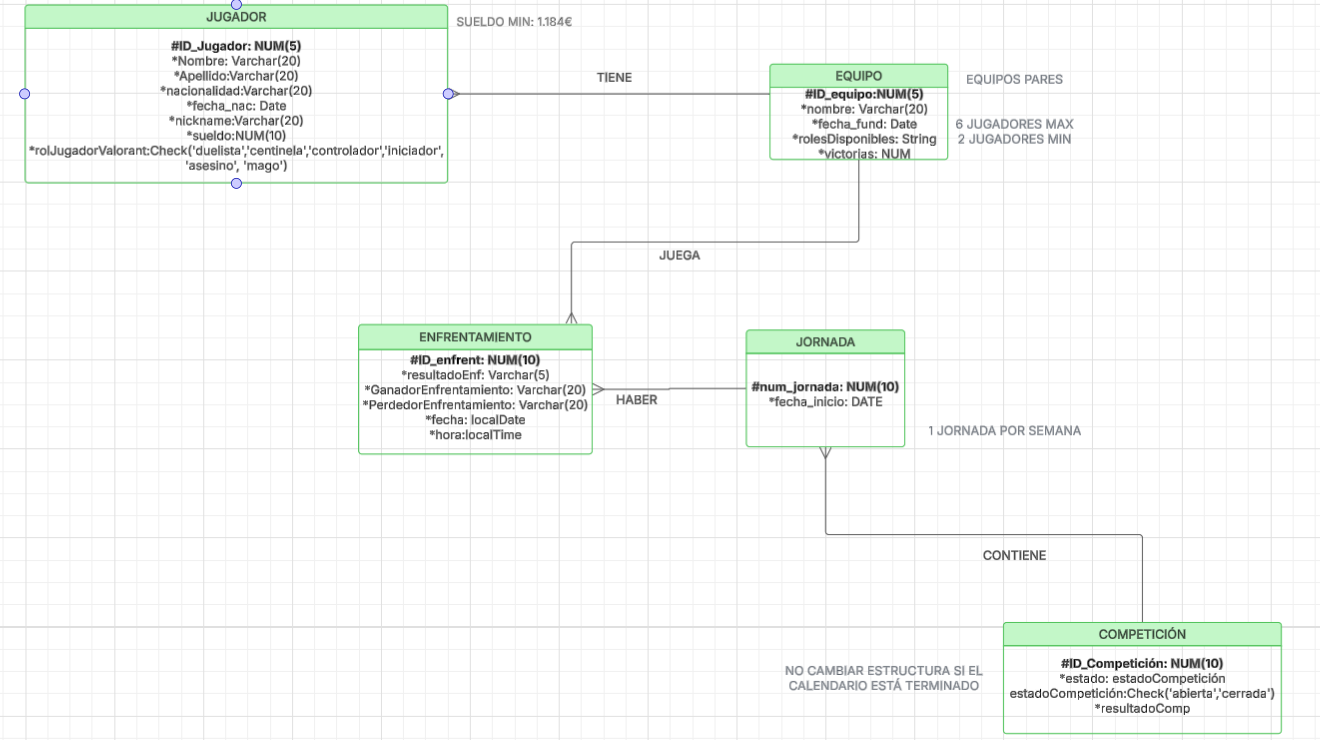 JUGADOR
#ID_Jugador: NUM(5)
*Nombre: Varchar(20)
*Apellido:Varchar(20)
*nacionalidad:Varchar(20)
*fecha_nac: Date
*nickname:Varchar(20)
*sueldo:NUM(10)
*rolJugadorValorant:Check('duelista','centinela','controlador','iniciador',
'asesino', 'mago')
SUELDO MIN: 1.184€
TIENE
EQUIPO
#ID_equipo:NUM(5)
*nombre: Varchar(20)
*fecha_fund: Date
*rolesDisponibles: String
*victorias: NUM
EQUIPOS PARES
6 JUGADORES MAX
2 JUGADORES MIN
JUEGA
ENFRENTAMIENTO
#ID_enfrent: NUM(10)
*resultadoEnf: Varchar(5)
*GanadorEnfrentamiento: Varchar(20)
*PerdedorEnfrentamiento: Varchar(20)
*fecha: localDate
*hora:localTime
HABER
JORNADA
#num_jornada: NUM(10)
*fecha_inicio: DATE
1 JORNADA POR SEMANA
CONTIENE
COMPETICIÓN
#ID_Competición: NUM(10)
*estado: estadoCompetición
estadoCompetición:Check('abierta','cerrada')
*resultadoComp
NO CAMBIAR ESTRUCTURA SI EL
CALENDARIO ESTÁ TERMINADO